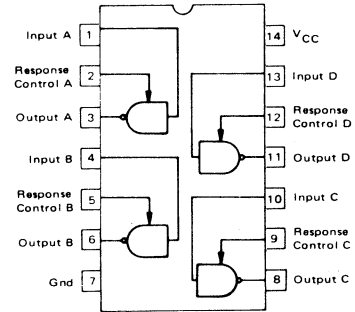 Input A 1
Response
Control A 2
Output A 3
Input B 4
Response
Control B 5
Output B 6
Gnd 7
14 VCC
13 Input D
12 Response
Control D
11 Output D
10 Input C
9 Response
Control C
8 Output C